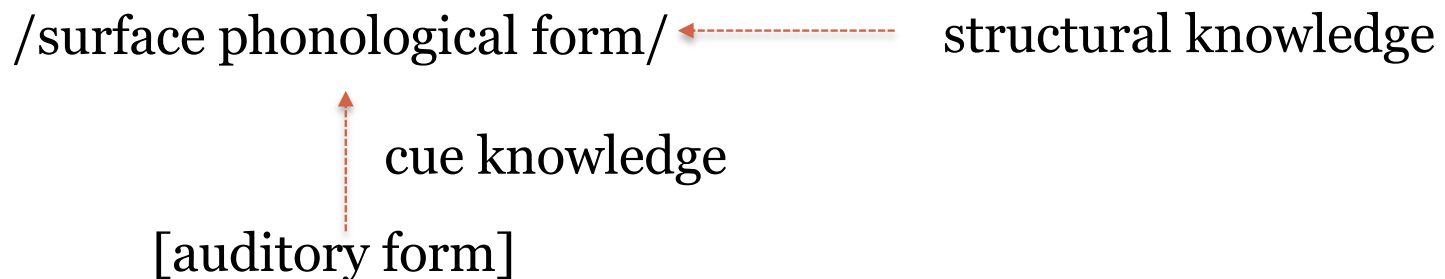 /surface phonological form/ structural knowledge
cue knowledge
[auditory form]